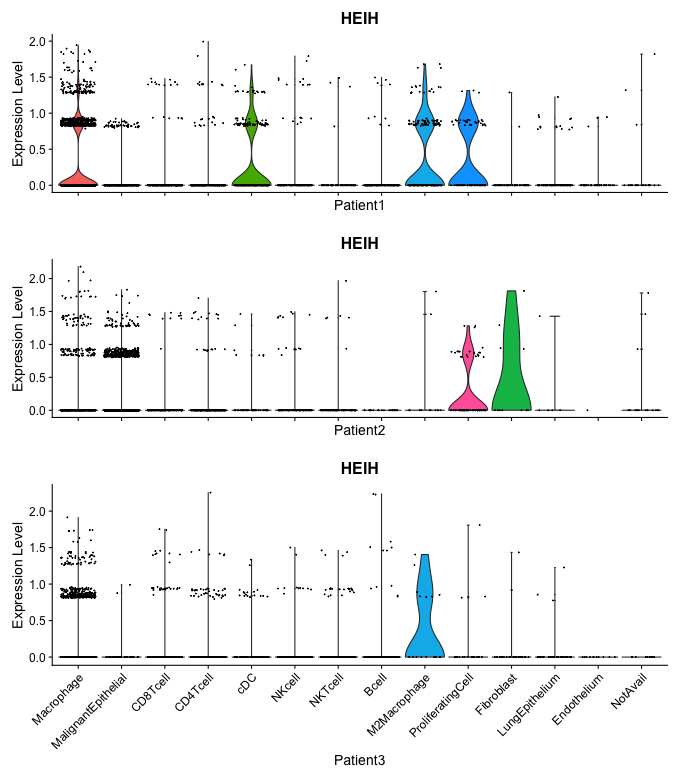 HEIH
Expression Level
2.0
1.5
1.0
0.5
0.0
Patient1
HEIH
Expression Level
2.0
1.5
1.0
0.5
0.0
Patient2
HEIH
Expression Level
2.0
1.5
1.0
0.5
0.0
Macrophage
MalignantEpithelial
CD8Tcell
CD4Tcell
cDC
NKcell
NKTcell
Bcell
M2Macrophage
ProliferatingCell
Fibroblast
LungEpithelium
Endothelium
NotAvail
Patient3